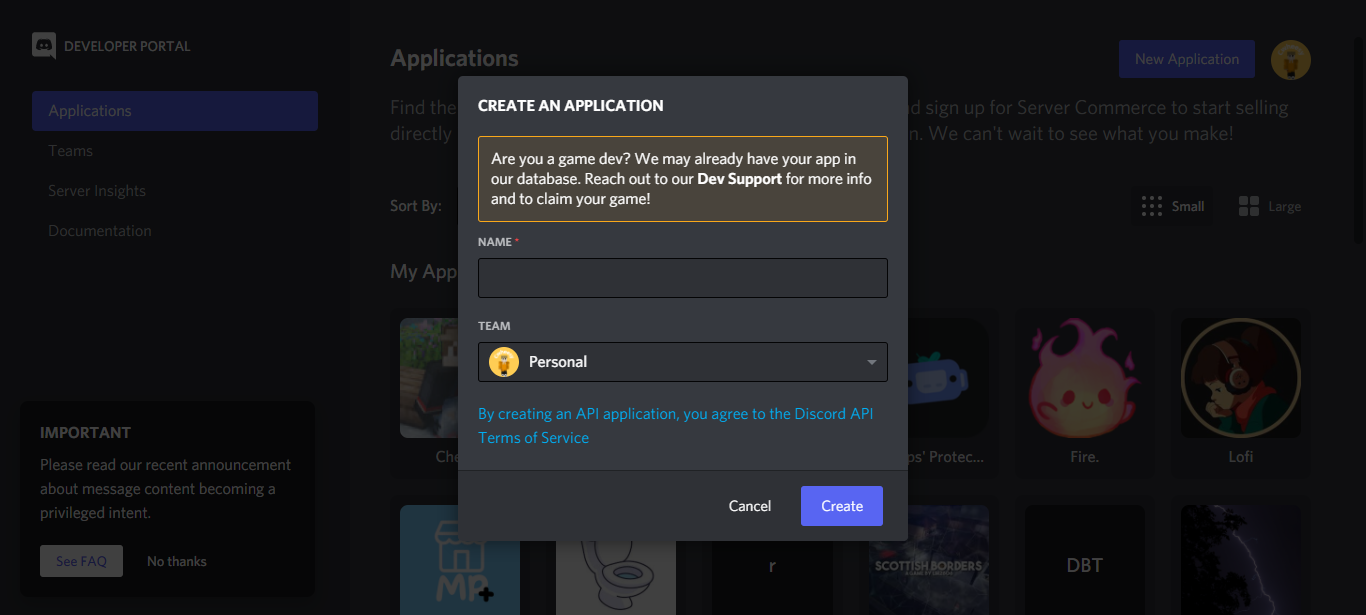 DEVELOPER PORTAL
Applications
Teams
Server Insights
Documentation
IMPORTANT
Please read our recent announcement
about message content becoming a
privileged intent.
See FAQ
No thanks
Applications
New Application
Find the
nd sign up for Server Commerce to start selling
directly
n. We can't wait to see what you make!
Sort By:
Small
Large
My App
CREATE AN APPLICATION
Are you a game dev? We may already have your app in
our database. Reach out to our Dev Support for more info
and to claim your game!
NAME *
TEAM
Personal
By creating an API application, you agree to the Discord API
Terms of Service
Cancel
Create
Che
ps' Protec...
Fire.
Lofi
MP+
r
SCOTTISH BORDERS
DBT